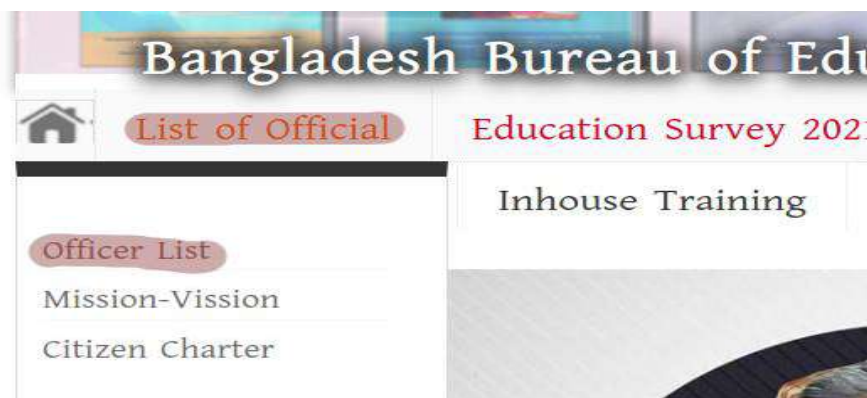 Bangladesh Bureau of Edu
List of Official Education Survey 202
Inhouse Training
Officer List
Mission-Vission
Citizen Charter